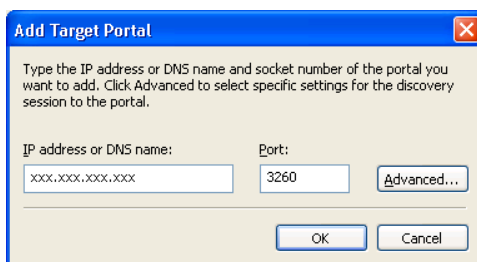 Add Target Portal
Type the IP address or DNS name and socket number of the portal you
want to add. Click Advanced to select specific settings for the discovery
session to the portal.
IP address or DNS name: Port:
xxx.xxx.xxx.xxx 3260 Advanced...
OK Cancel